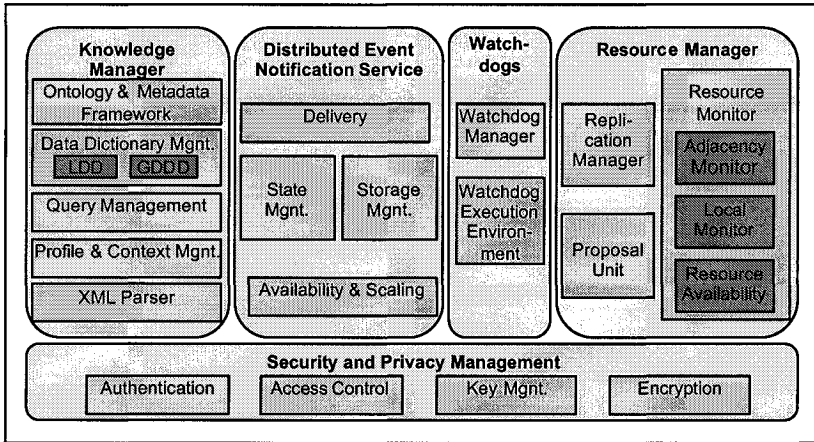 Knowledge
Manager
Ontology & Metadata
Framework
Data Dictionary Mgnt.
LDD
GDDD
Query Management
Profile & Context Mgnt.
XML Parser
Distributed Event
Notification Service
Delivery
State
Mgnt.
Storage
Mgnt.
Availability & Scaling
Watch-
dogs
Watchdog
Manager
Watchdog
Execution
Environ-
ment
Resource Manager
Repli-
cation
Manager
Proposal
Unit
Resource
Monitor
Adjacency
Monitor
Local
Monitor
Resource
Availability
Security and Privacy Management
Authentication
Access Control
Key Mgnt.
Encryption